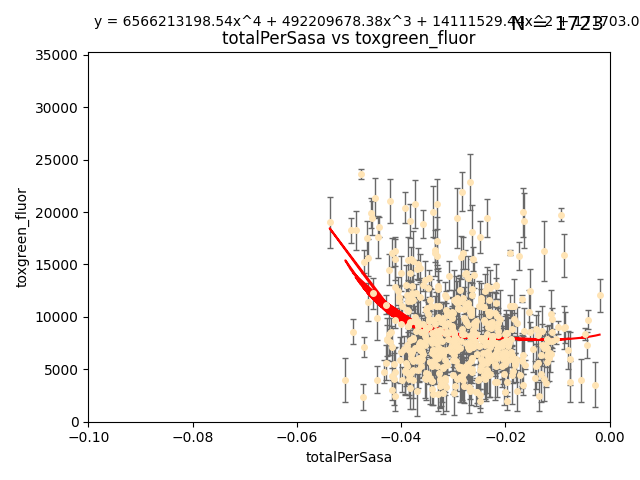 y = 6566213198.54x^4 + 492209678.38x^3 + 14111529.44x^2 + 171703.0
N = 1723
totalPerSasa vs toxgreen_fluor
35000
30000
25000
20000
15000
10000
5000
0
toxgreen_fluor
−0.10 −0.08 −0.06 −0.04 −0.02 0.00
totalPerSasa